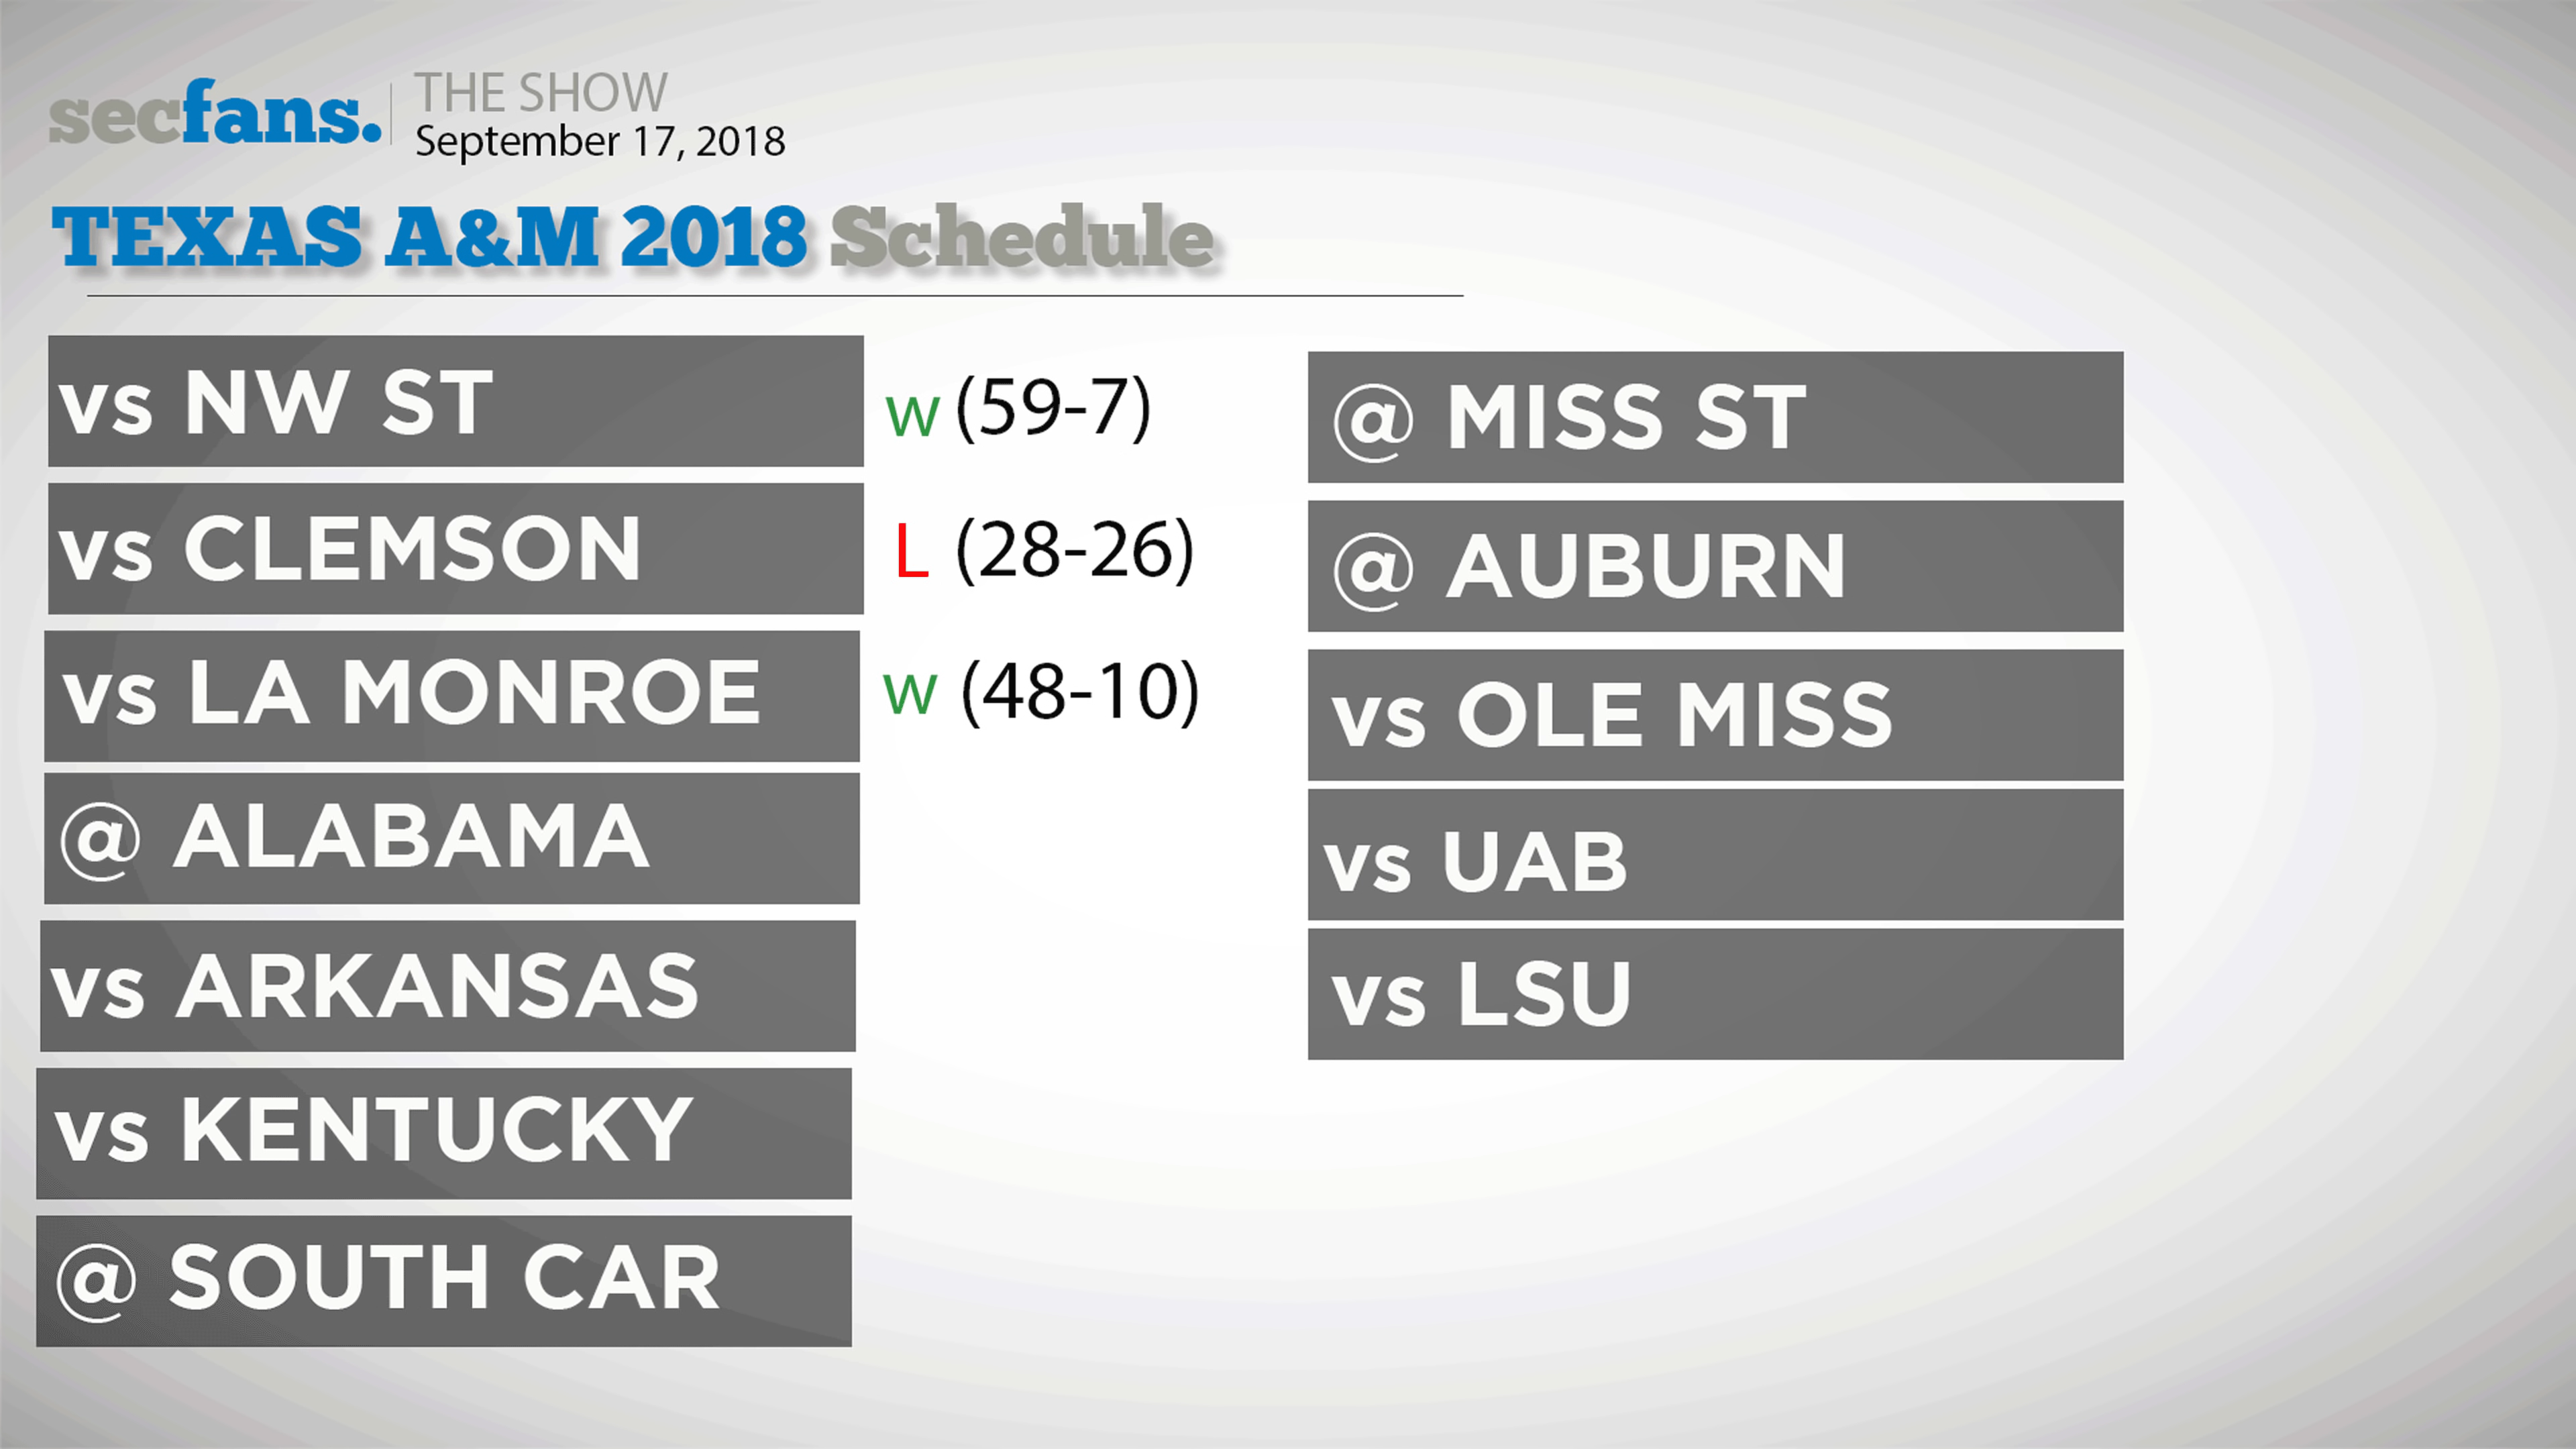 secfans.
THE SHOW
September 17, 2018
TEXAS A&M 2018 Schedule
vs NW ST W (59-7)
vs CLEMSON L (28-26)
vs LA MONROE W (48-10)
@ ALABAMA
vs ARKANSAS
vs KENTUCKY
@ SOUTH CAR
@ MISS ST
@ AUBURN
vs OLE MISS
vs UAB
vs LSU